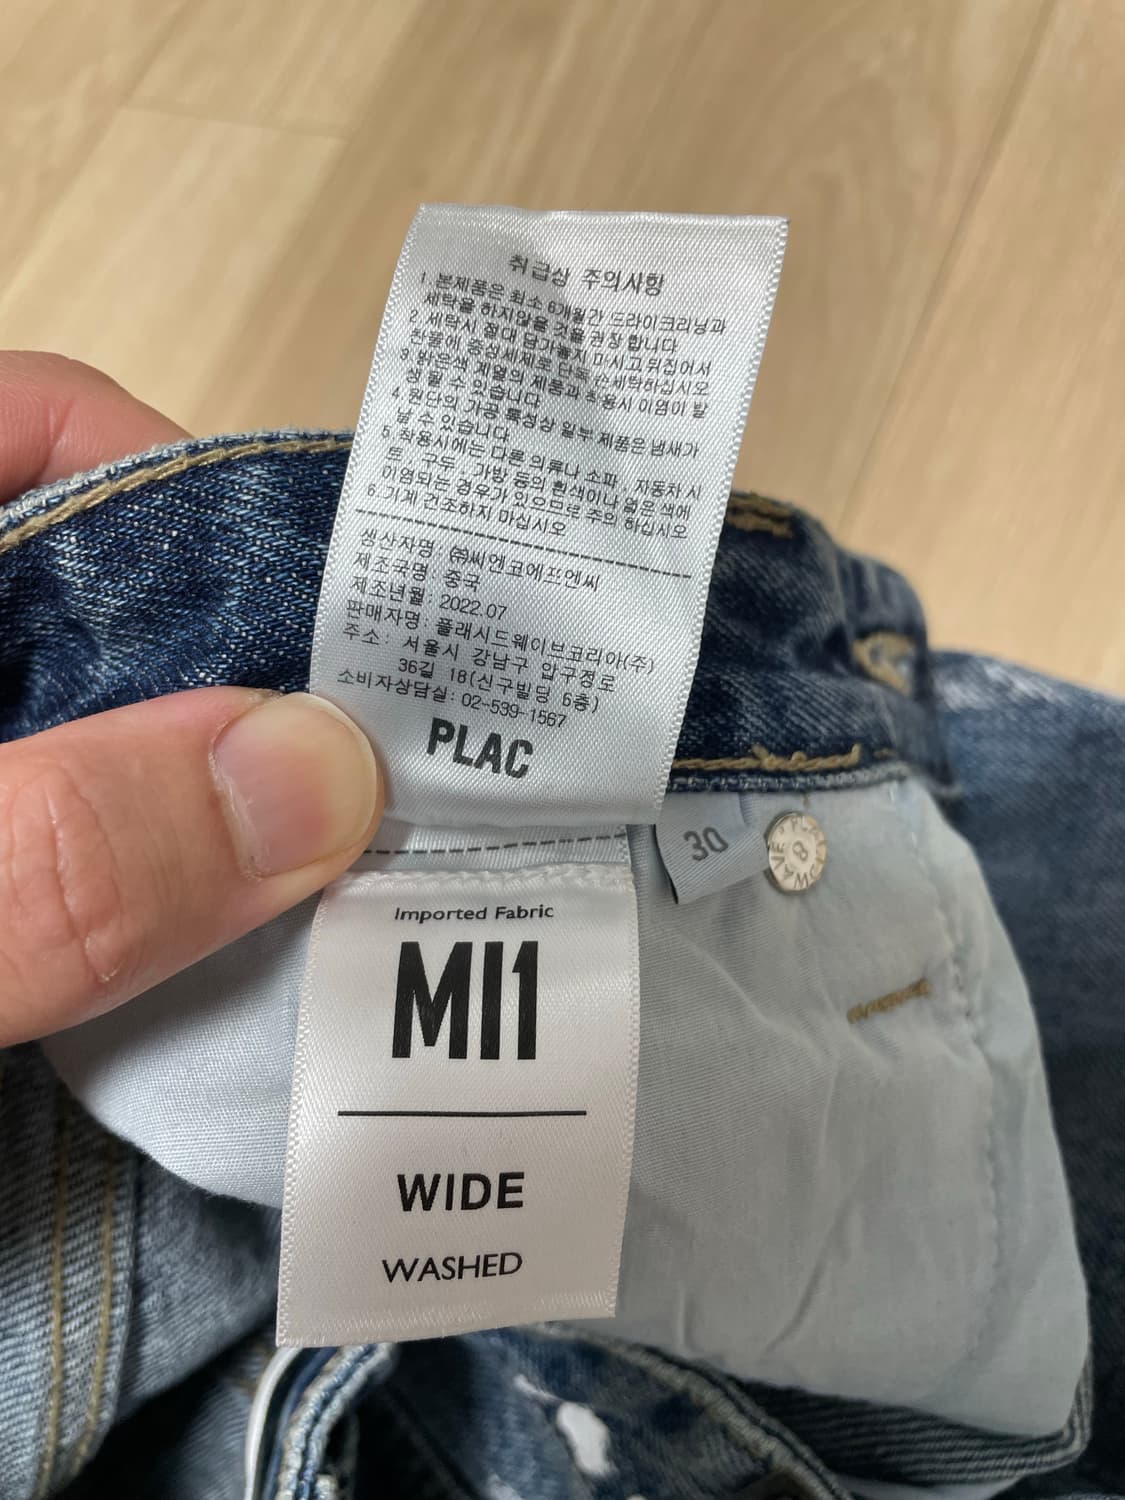 취급상 주의사항
1. 본제품은 최소 6개월간 드라이크리닝과
세탁을 하지않을 것을 권장합니다
2. 세탁시 절대 담가놓지 마시고뒤집어서
찬물에 중성세제로 단독 손세탁하십시오
3. 밝은색 계열의 제품과 착용시 이염이 발
생 될 수 있습니다
4. 원단의 가공 특성상 일부 제품은 냄새가
날 수 있습니다
5. 착용시에는 다른 의류나 소파, 자동차 시
트, 구두, 가방 등의 흰색이나 옅은 색에
이염되는 경우가 있으므로 주의 하십시오
6. 기계 건조하지 마십시오
생산자명: ㈜씨엔코에프엔씨
제조국명: 중국
제조년월: 2022.07
판매자명: 플래시드웨이브코리아(주)
주소: 서울시 강남구 압구정로
36길 18(신구빌딩 6층)
소비자상담실: 02-539-1567
PLAC
30
8
Imported Fabric
MI1
WIDE
WASHED